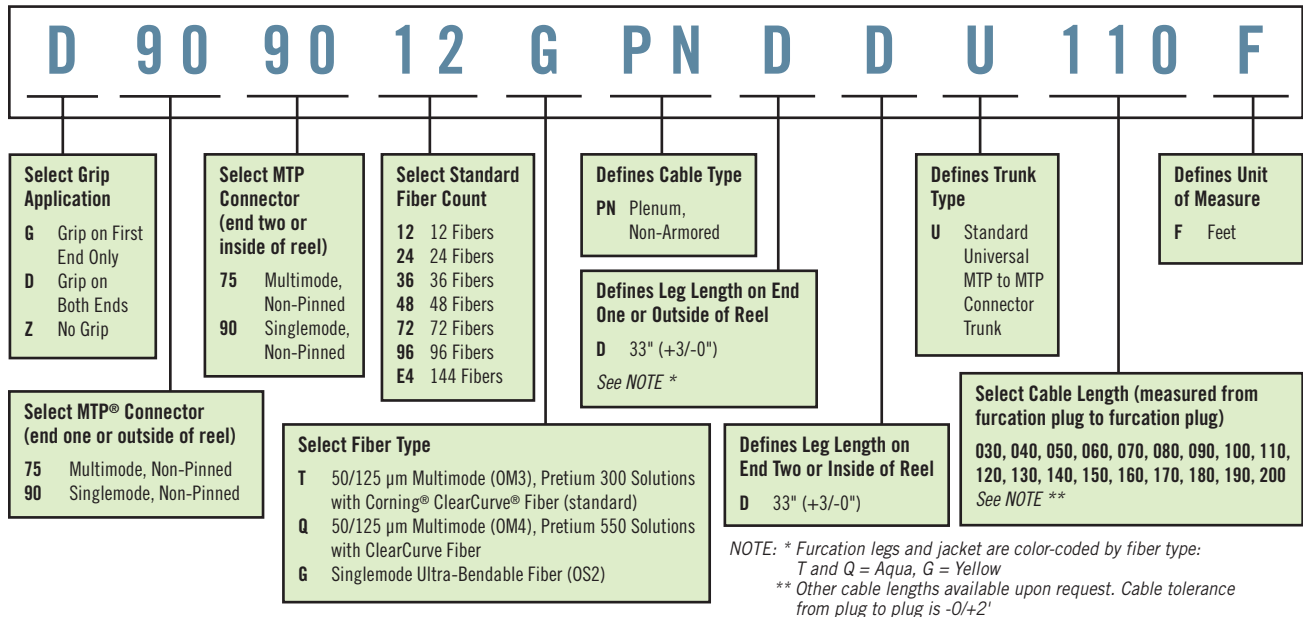 D 90 90 12 G PN D D U 110 F
Select Grip
Application
G Grip on First
End Only
D Grip on
Both Ends
Z No Grip
Select MTP® Connector
(end one or outside of reel)
75 Multimode, Non-Pinned
90 Singlemode, Non-Pinned
Select MTP
Connector
(end two or
inside of reel)
75 Multimode,
Non-Pinned
90 Singlemode,
Non-Pinned
Select Standard
Fiber Count
12 12 Fibers
24 24 Fibers
36 36 Fibers
48 48 Fibers
72 72 Fibers
96 96 Fibers
E4 144 Fibers
Select Fiber Type
T 50/125 µm Multimode (OM3), Pretium 300 Solutions
with Corning® ClearCurve® Fiber (standard)
Q 50/125 µm Multimode (OM4), Pretium 550 Solutions
with ClearCurve Fiber
G Singlemode Ultra-Bendable Fiber (OS2)
Defines Cable Type
PN Plenum,
Non-Armored
Defines Leg Length on End
One or Outside of Reel
D 33" (+3/-0")
See NOTE *
Defines Leg Length on
End Two or Inside of Reel
D 33" (+3/-0")
Defines Trunk
Type
U Standard
Universal
MTP to MTP
Connector
Trunk
Select Cable Length (measured from
furcation plug to furcation plug)
030, 040, 050, 060, 070, 080, 090, 100, 110,
120, 130, 140, 150, 160, 170, 180, 190, 200
See NOTE **
Defines Unit
of Measure
F Feet
NOTE: * Furcation legs and jacket are color-coded by fiber type:
T and Q = Aqua, G = Yellow
** Other cable lengths available upon request. Cable tolerance
from plug to plug is -0/+2'